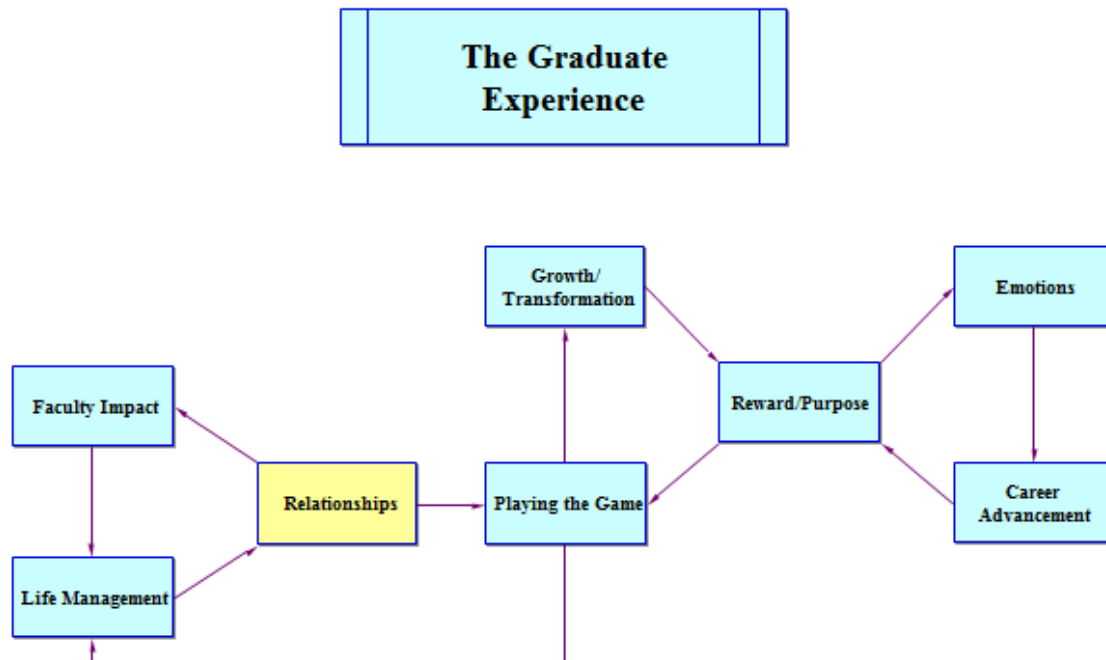 The Graduate
Experience
Growth/
Transformation
Emotions
Faculty Impact
Reward/Purpose
Relationships
Playing the Game
Career
Advancement
Life Management